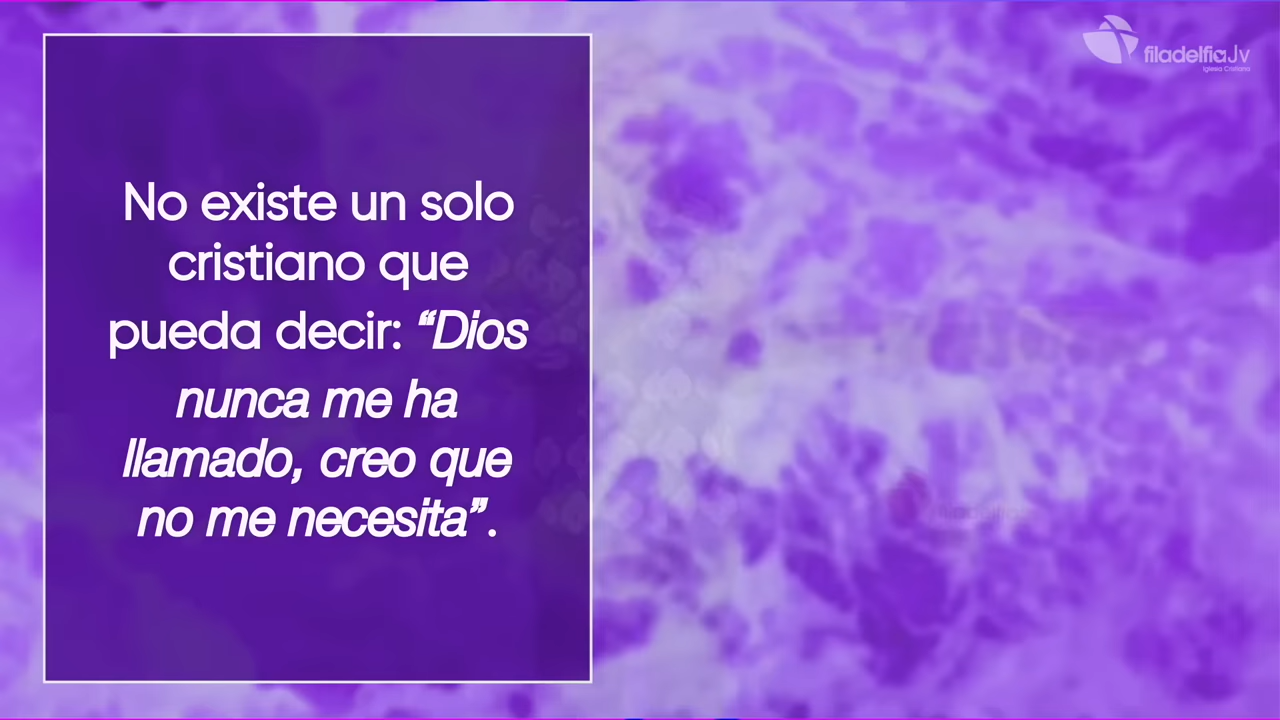 filadelfiaJv
Iglesia Cristiana
No existe un solo
cristiano que
pueda decir: “Dios
nunca me ha
llamado, creo que
no me necesita”.